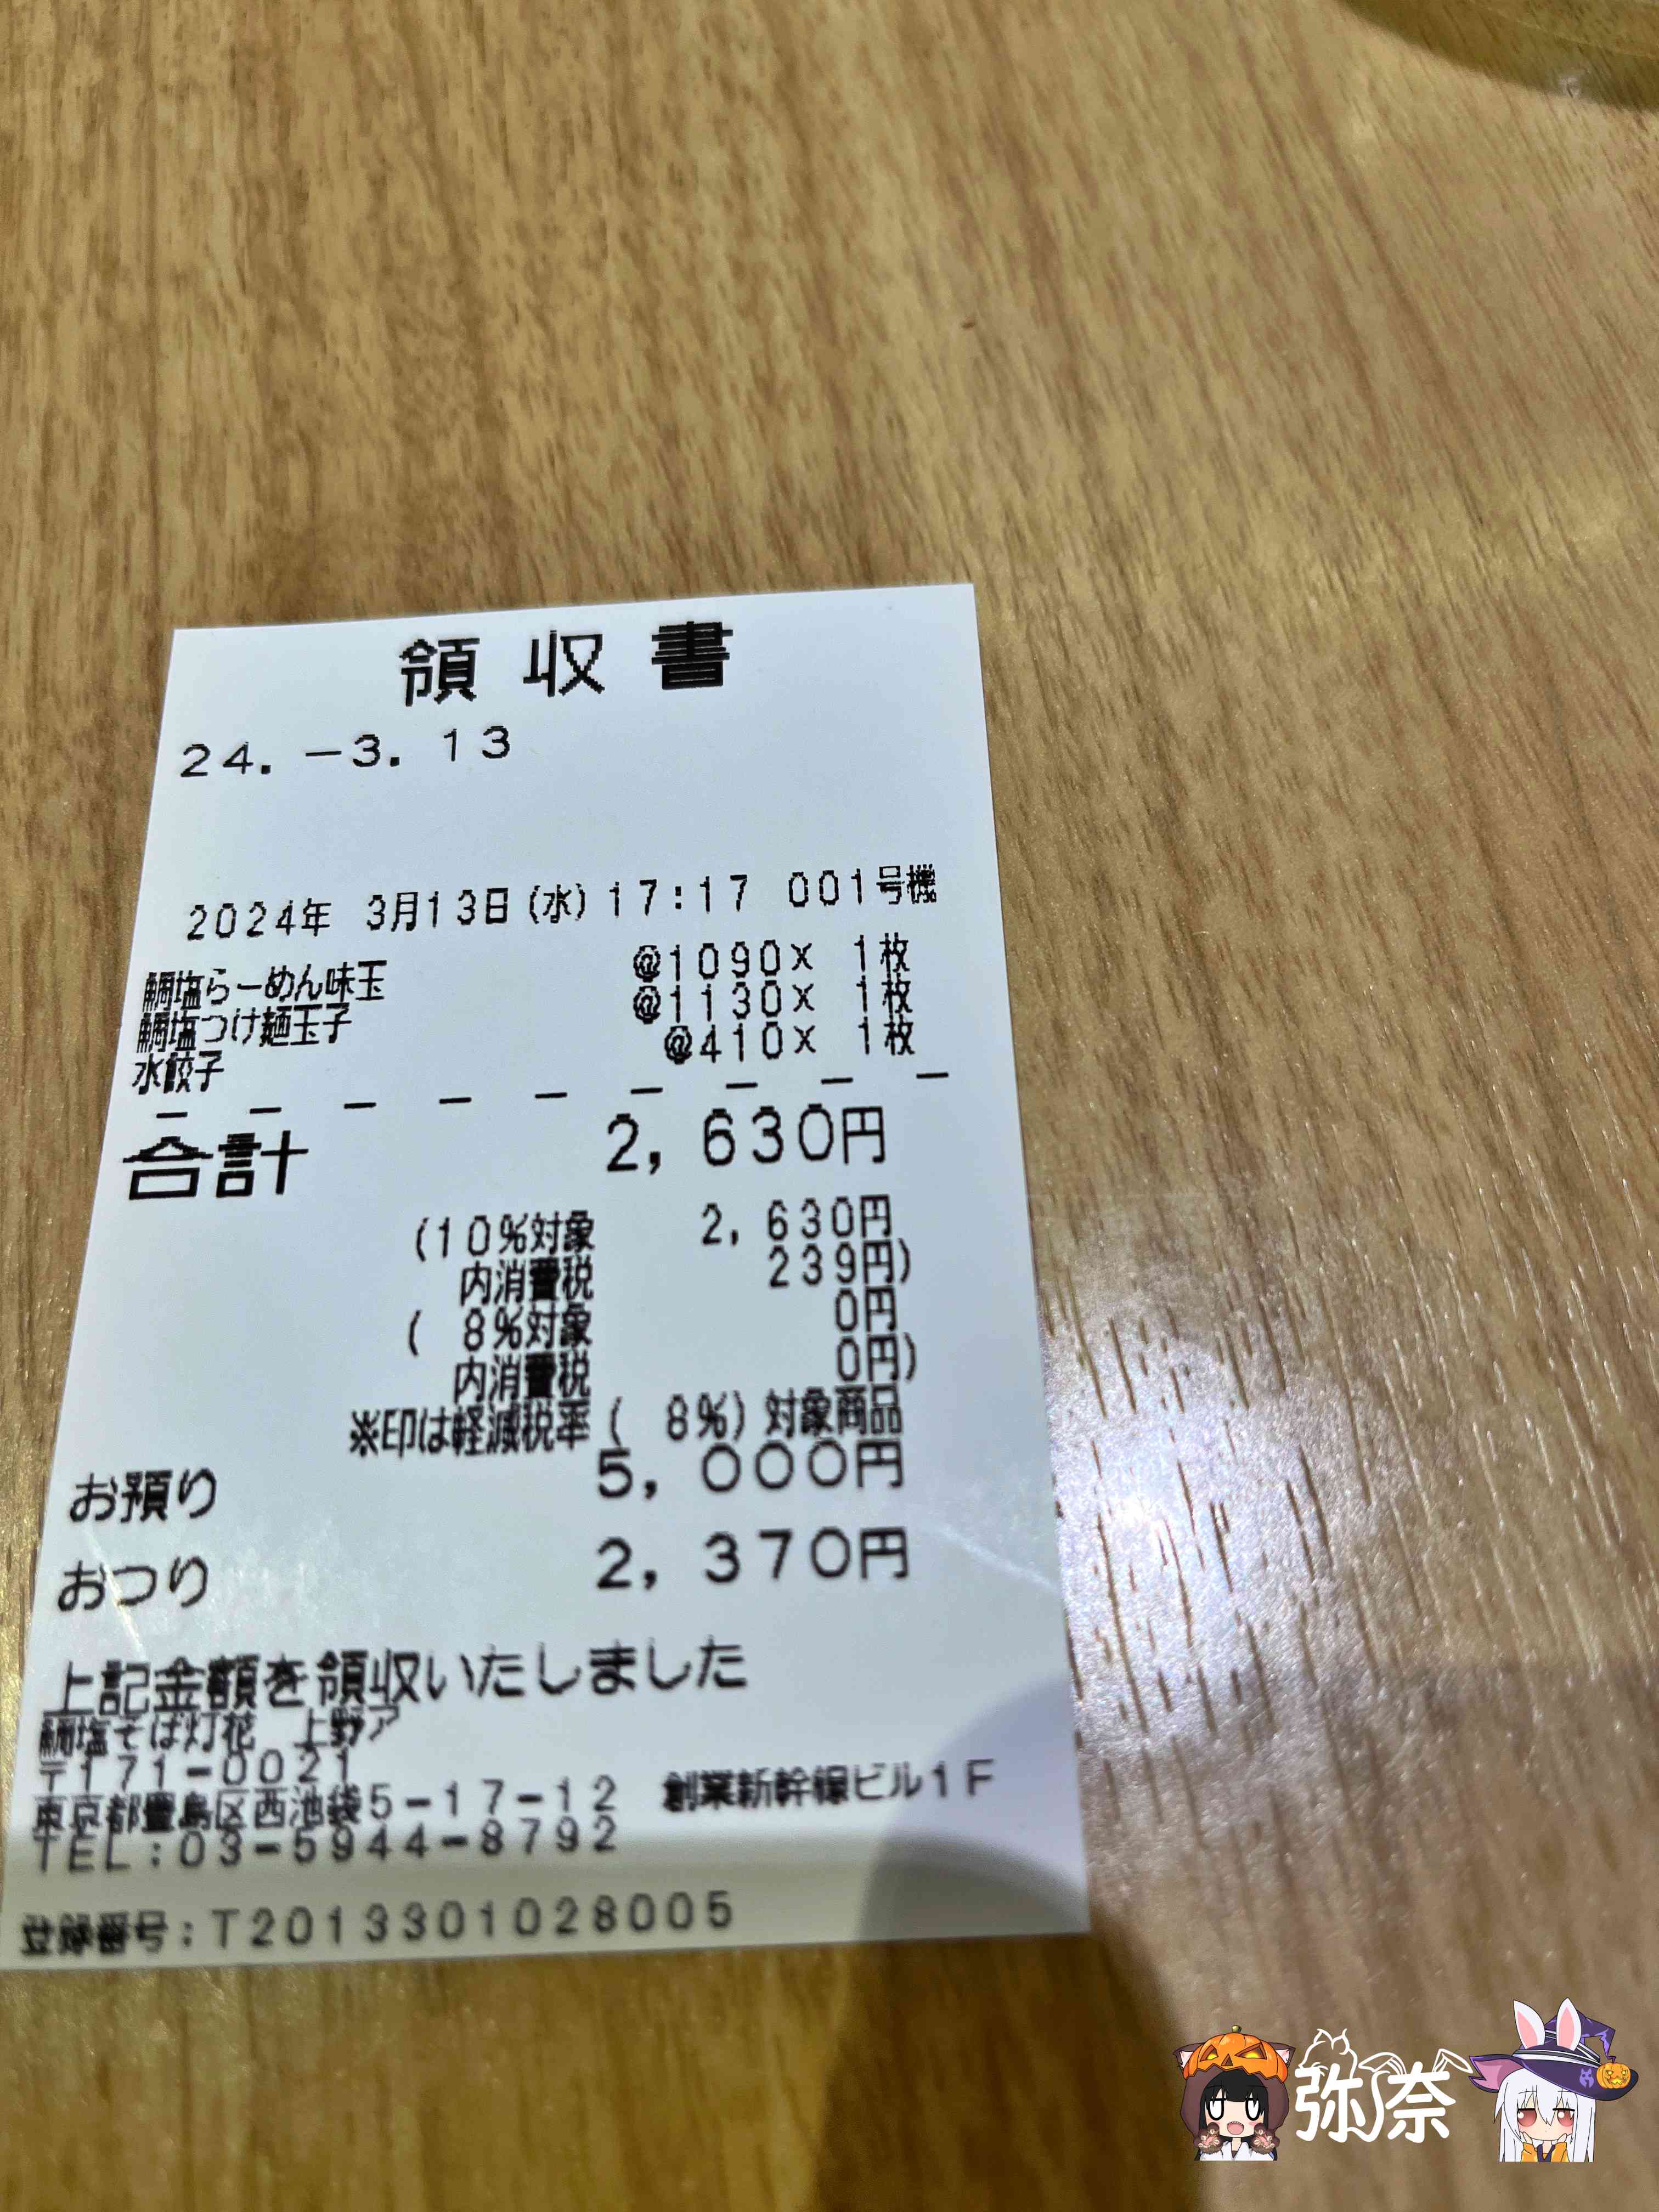 領収書
24.-3.13
2024年 3月13日(水)17:17 001号機
鯛塩らーめん味玉 @1090× 1枚
鯛塩つけ麺玉子 @1130× 1枚
水餃子 @410× 1枚
合計 2,630円
(10%対象 2,630円
内消費税 239円)
( 8%対象 0円
内消費税 0円)
※印は軽減税率( 8%)対象商品
お預り 5,000円
おつり 2,370円
上記金額を領収いたしました
鯛塩そば灯花 上野ア
〒171-0021
東京都豊島区西池袋5-17-12 創業新幹線ビル1F
TEL:03-5944-8792
登録番号:T2013301028005
弥奈